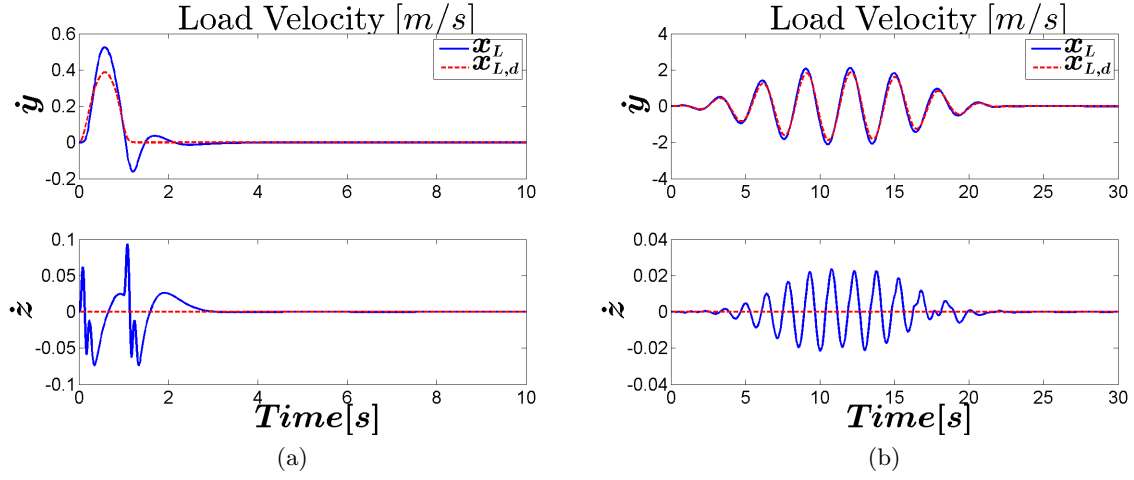 Load Velocity [m/s]
0.6
0.4
0.2
0
-0.2
ẏ
x_L
x_{L,d}
0 2 4 6 8 10
0.1
0.05
0
-0.05
-0.1
ż
0 2 4 6 8 10
Time[s]
(a)
Load Velocity [m/s]
4
2
0
-2
-4
ẏ
x_L
x_{L,d}
0 5 10 15 20 25 30
0.04
0.02
0
-0.02
-0.04
ż
0 5 10 15 20 25 30
Time[s]
(b)